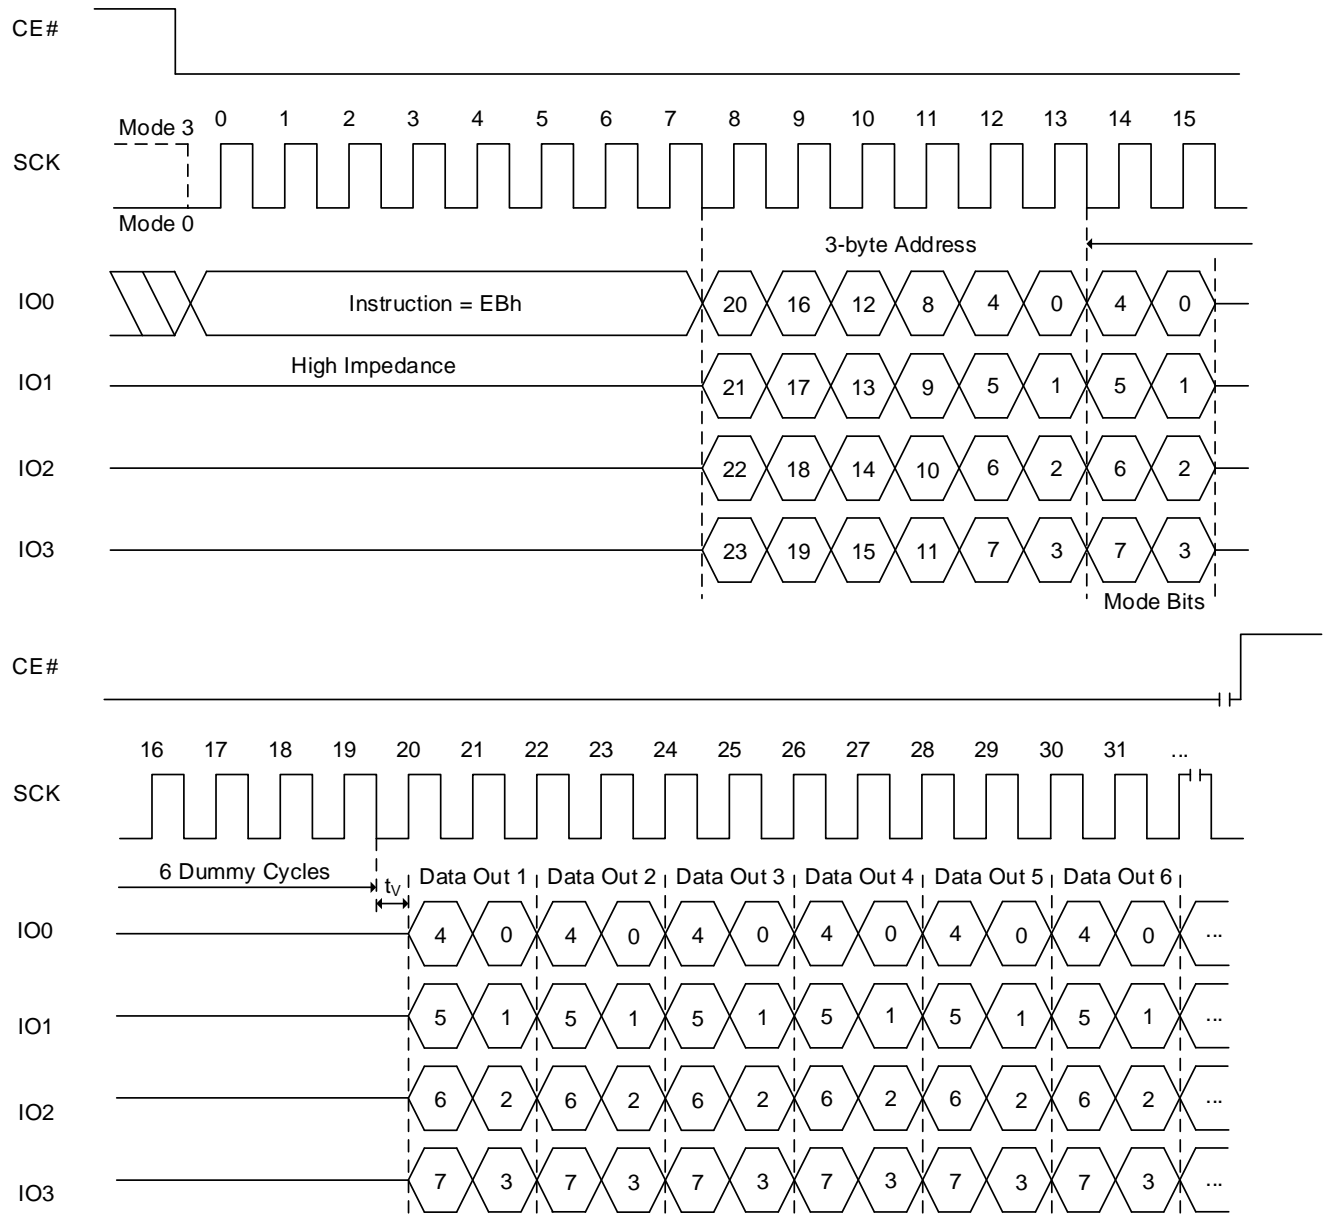 CE#
Mode 3 0 1 2 3 4 5 6 7 8 9 10 11 12 13 14 15
SCK
Mode 0
3-byte Address
IO0 Instruction = EBh 20 16 12 8 4 0 4 0
High Impedance
IO1 21 17 13 9 5 1 5 1
IO2 22 18 14 10 6 2 6 2
IO3 23 19 15 11 7 3 7 3
Mode Bits
CE#
16 17 18 19 20 21 22 23 24 25 26 27 28 29 30 31 ...
SCK
6 Dummy Cycles tV Data Out 1 Data Out 2 Data Out 3 Data Out 4 Data Out 5 Data Out 6
IO0 4 0 4 0 4 0 4 0 4 0 4 0 ...
IO1 5 1 5 1 5 1 5 1 5 1 5 1 ...
IO2 6 2 6 2 6 2 6 2 6 2 6 2 ...
IO3 7 3 7 3 7 3 7 3 7 3 7 3 ...